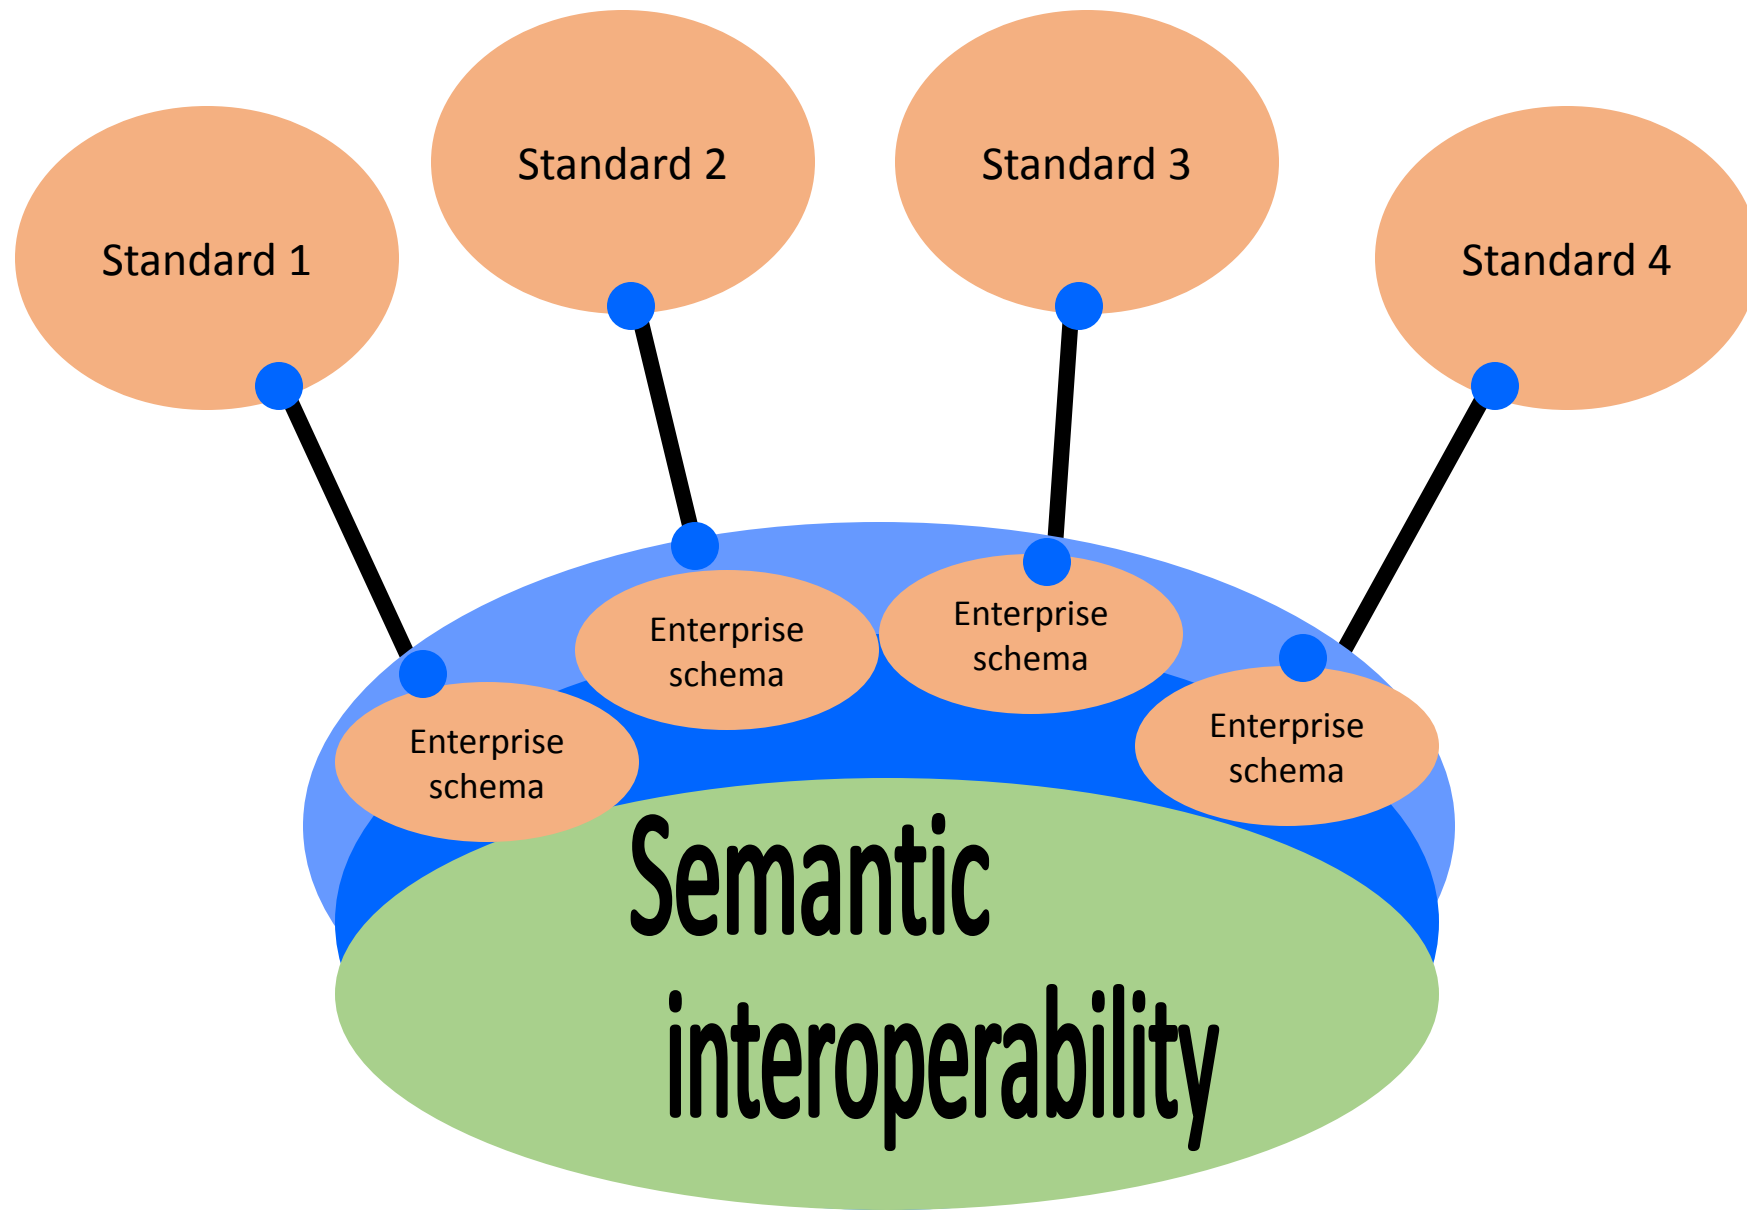 Standard 1
Standard 2
Standard 3
Standard 4
Enterprise
schema
Enterprise
schema
Enterprise
schema
Enterprise
schema
Semantic
interoperability